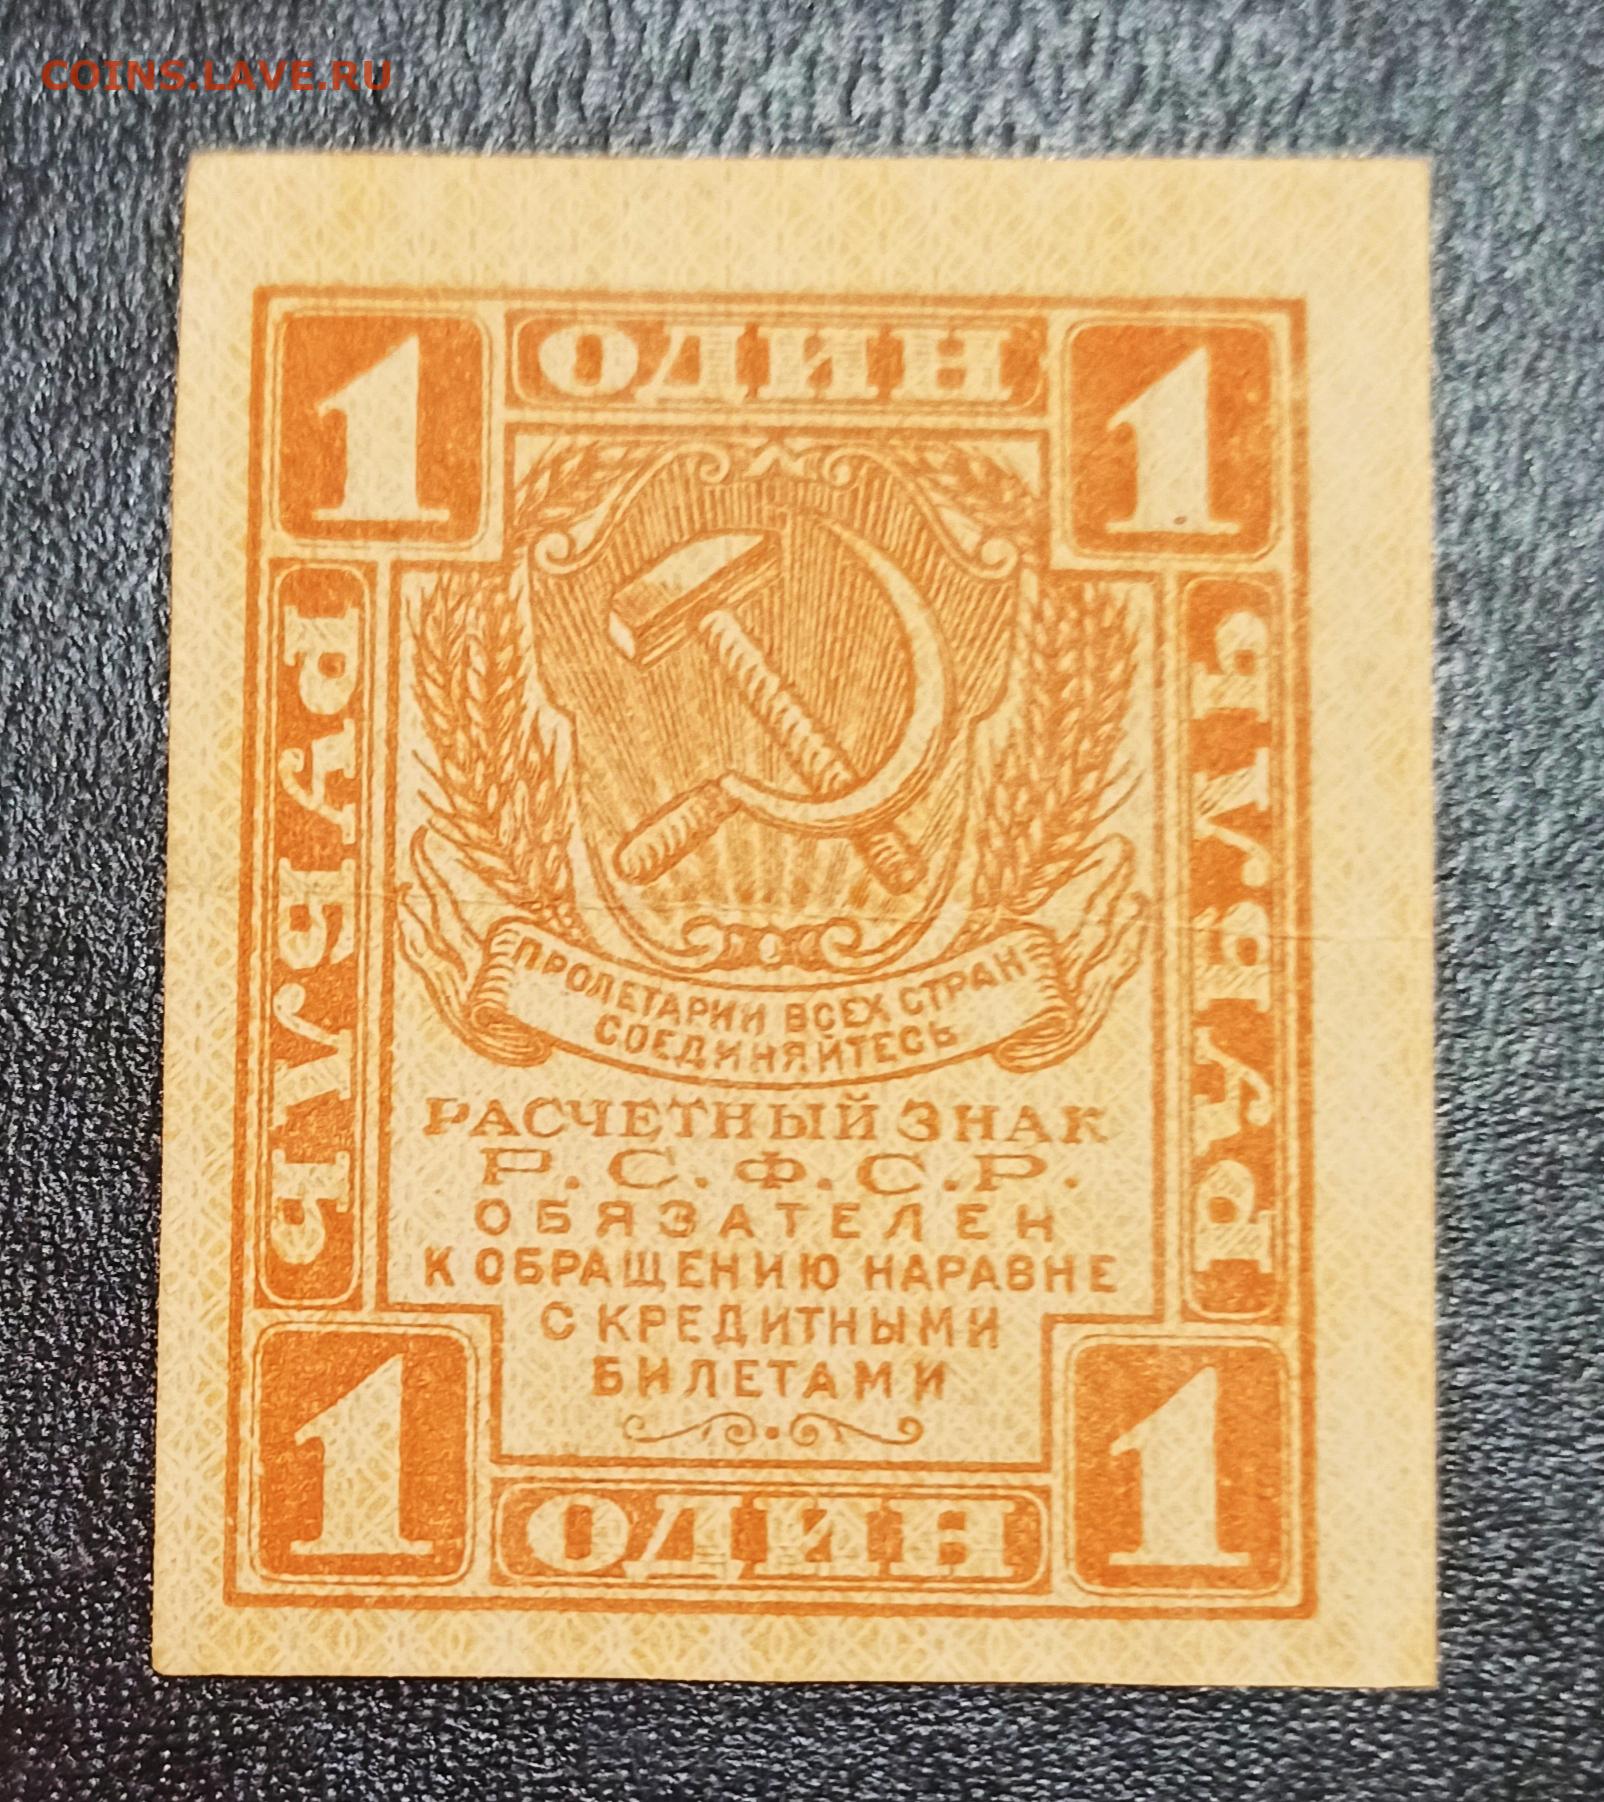 COINS.LAVE.RU
1 ОДИН 1
РУБЛЬ
РУБЛЬ
ПРОЛЕТАРИИ ВСЕХ СТРАН
СОЕДИНЯЙТЕСЬ
РАСЧЕТНЫЙ ЗНАК
Р.С.Ф.С.Р.
ОБЯЗАТЕЛЕН
К ОБРАЩЕНИЮ НАРАВНЕ
С КРЕДИТНЫМИ
БИЛЕТАМИ
1 ОДИН 1